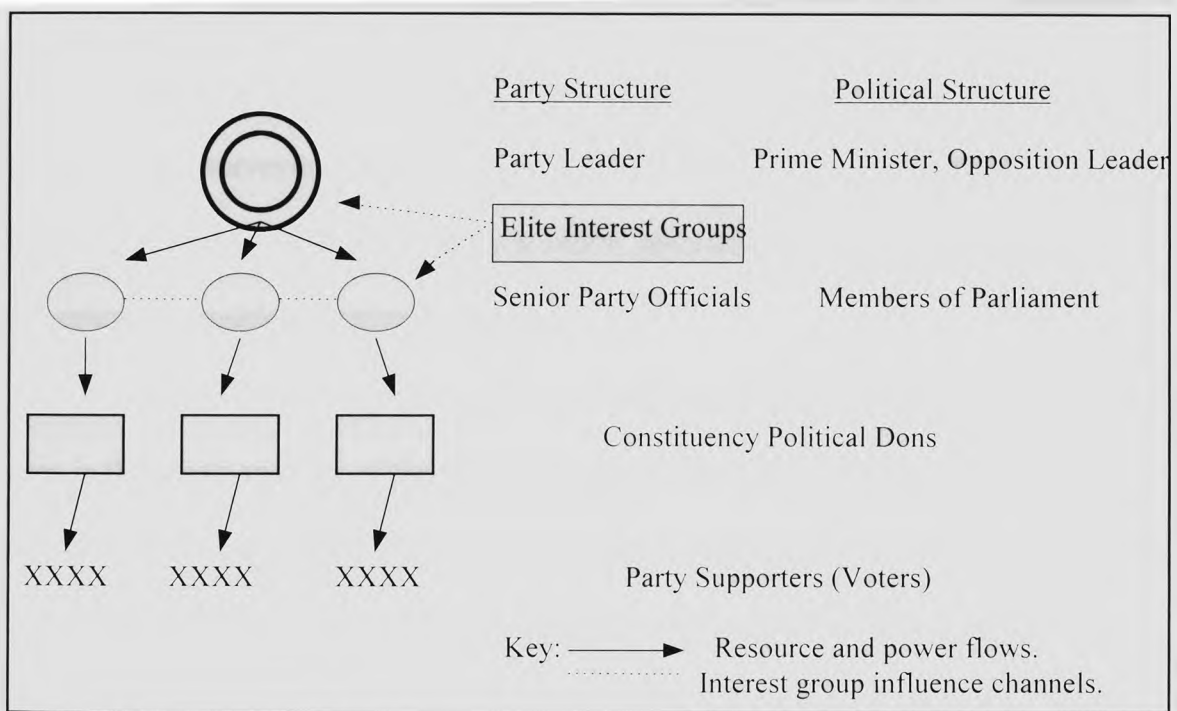 Party Structure Political Structure
Party Leader Prime Minister, Opposition Leader
Elite Interest Groups
Senior Party Officials Members of Parliament
Constituency Political Dons
XXXX XXXX XXXX Party Supporters (Voters)
Key: Resource and power flows.
Interest group influence channels.